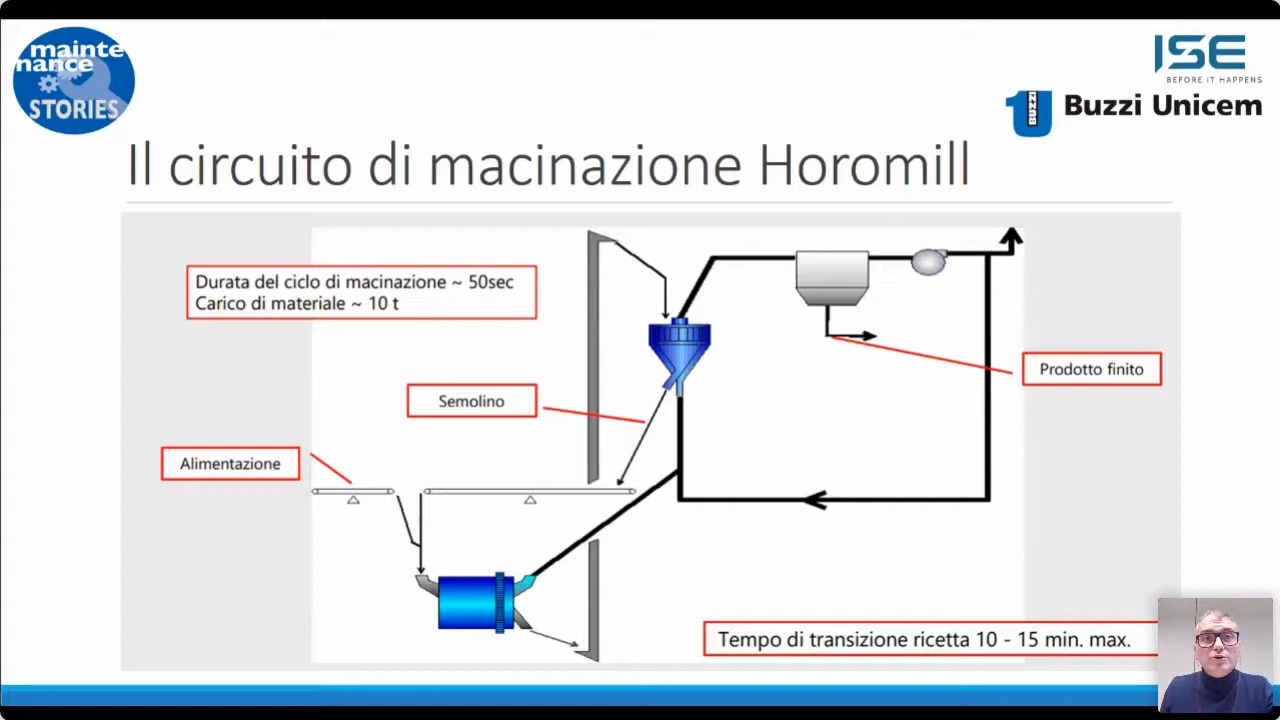 mainte
nance
STORIES
ISE
BEFORE IT HAPPENS
BUZZI
Buzzi Unicem
Il circuito di macinazione Horomill
Durata del ciclo di macinazione ~ 50sec
Carico di materiale ~ 10 t
Prodotto finito
Semolino
Alimentazione
Tempo di transizione ricetta 10 - 15 min. max.